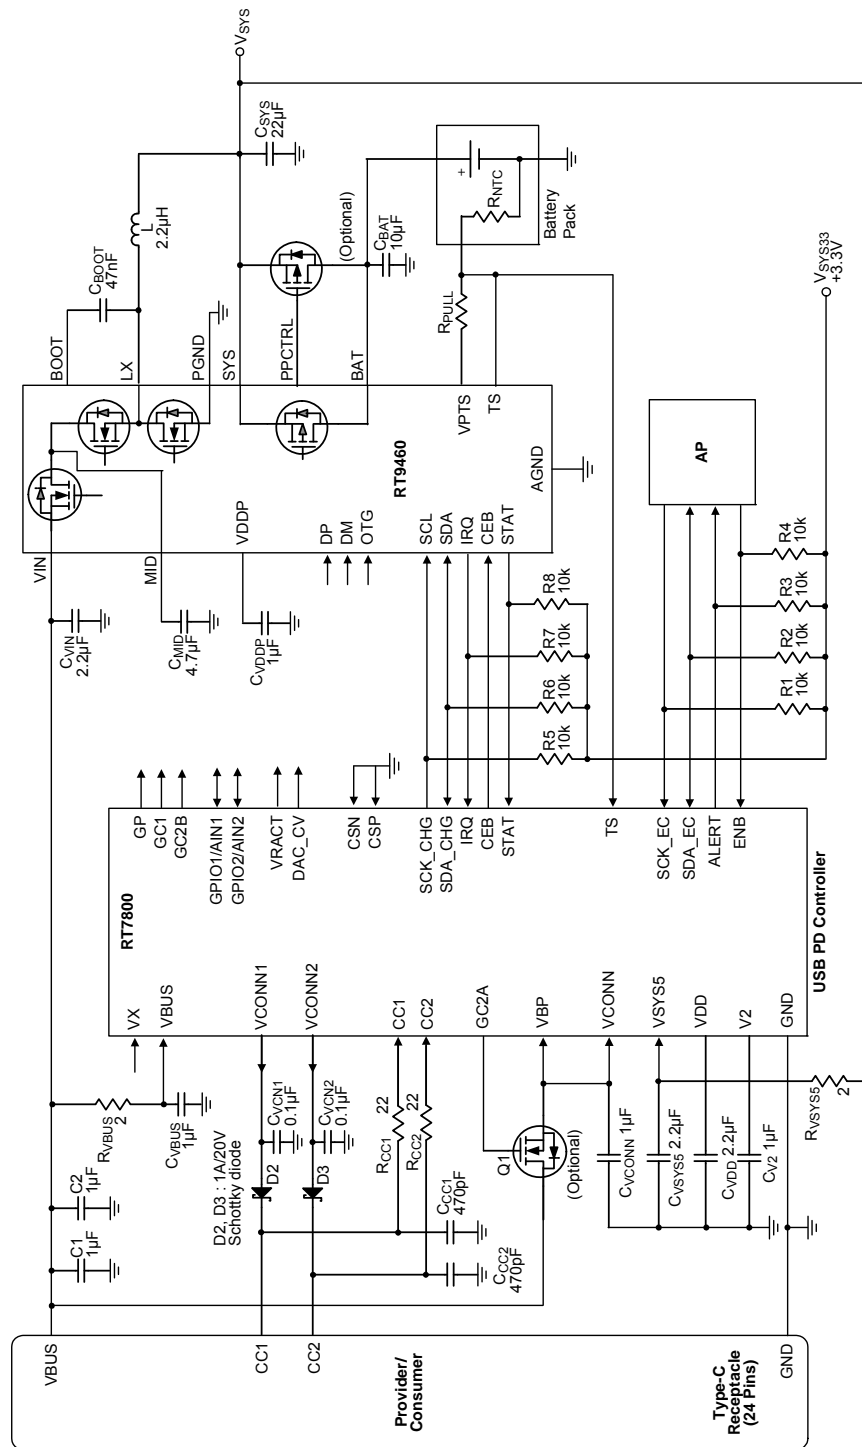 VBUS
CC1
CC2
Provider/
Consumer
Type-C
Receptacle
(24 Pins)
GND
C1
1µF
C2
1µF
RVBUS
2
CVBUS
1µF
D2, D3 : 1A/20V
Schottky diode
D2
D3
CVCN1
0.1µF
CVCN2
0.1µF
RCC1
22
RCC2
22
CCC1
470pF
CCC2
470pF
Q1
(Optional)
CVCONN 1µF
CVSYS5 2.2µF
CVDD 2.2µF
CV2 1µF
RVSYS5
2
VX
VBUS
VCONN1
VCONN2
CC1
CC2
GC2A
VBP
VCONN
VSYS5
VDD
V2
GND
RT7800
USB PD Controller
GP
GC1
GC2B
GPIO1/AIN1
GPIO2/AIN2
VRACT
DAC_CV
CSN
CSP
SCK_CHG
SDA_CHG
IRQ
CEB
STAT
TS
SCK_EC
SDA_EC
ALERT
ENB
CVIN
2.2µF
CMID
4.7µF
CVDDP
1µF
R5
10k
R6
10k
R7
10k
R8
10k
R1
10k
R2
10k
R3
10k
R4
10k
VIN
MID
VDDP
DP
DM
OTG
SCL
SDA
IRQ
CEB
STAT
RT9460
AGND
AP
BOOT
LX
PGND
SYS
PPCTRL
BAT
VPTS
TS
CBOOT
47nF
L
2.2µH
CSYS
22µF
(Optional)
CBAT
10µF
RPULL
RNTC
+
Battery
Pack
VSYS
VSYS33
+3.3V